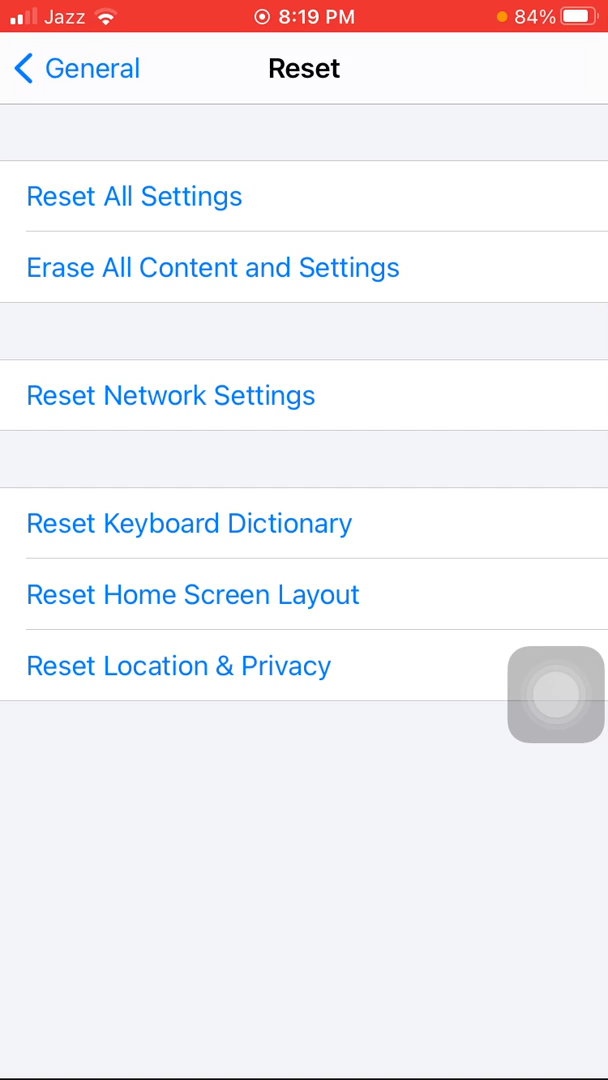 Jazz 8:19 PM 84%
General Reset
Reset All Settings
Erase All Content and Settings
Reset Network Settings
Reset Keyboard Dictionary
Reset Home Screen Layout
Reset Location & Privacy